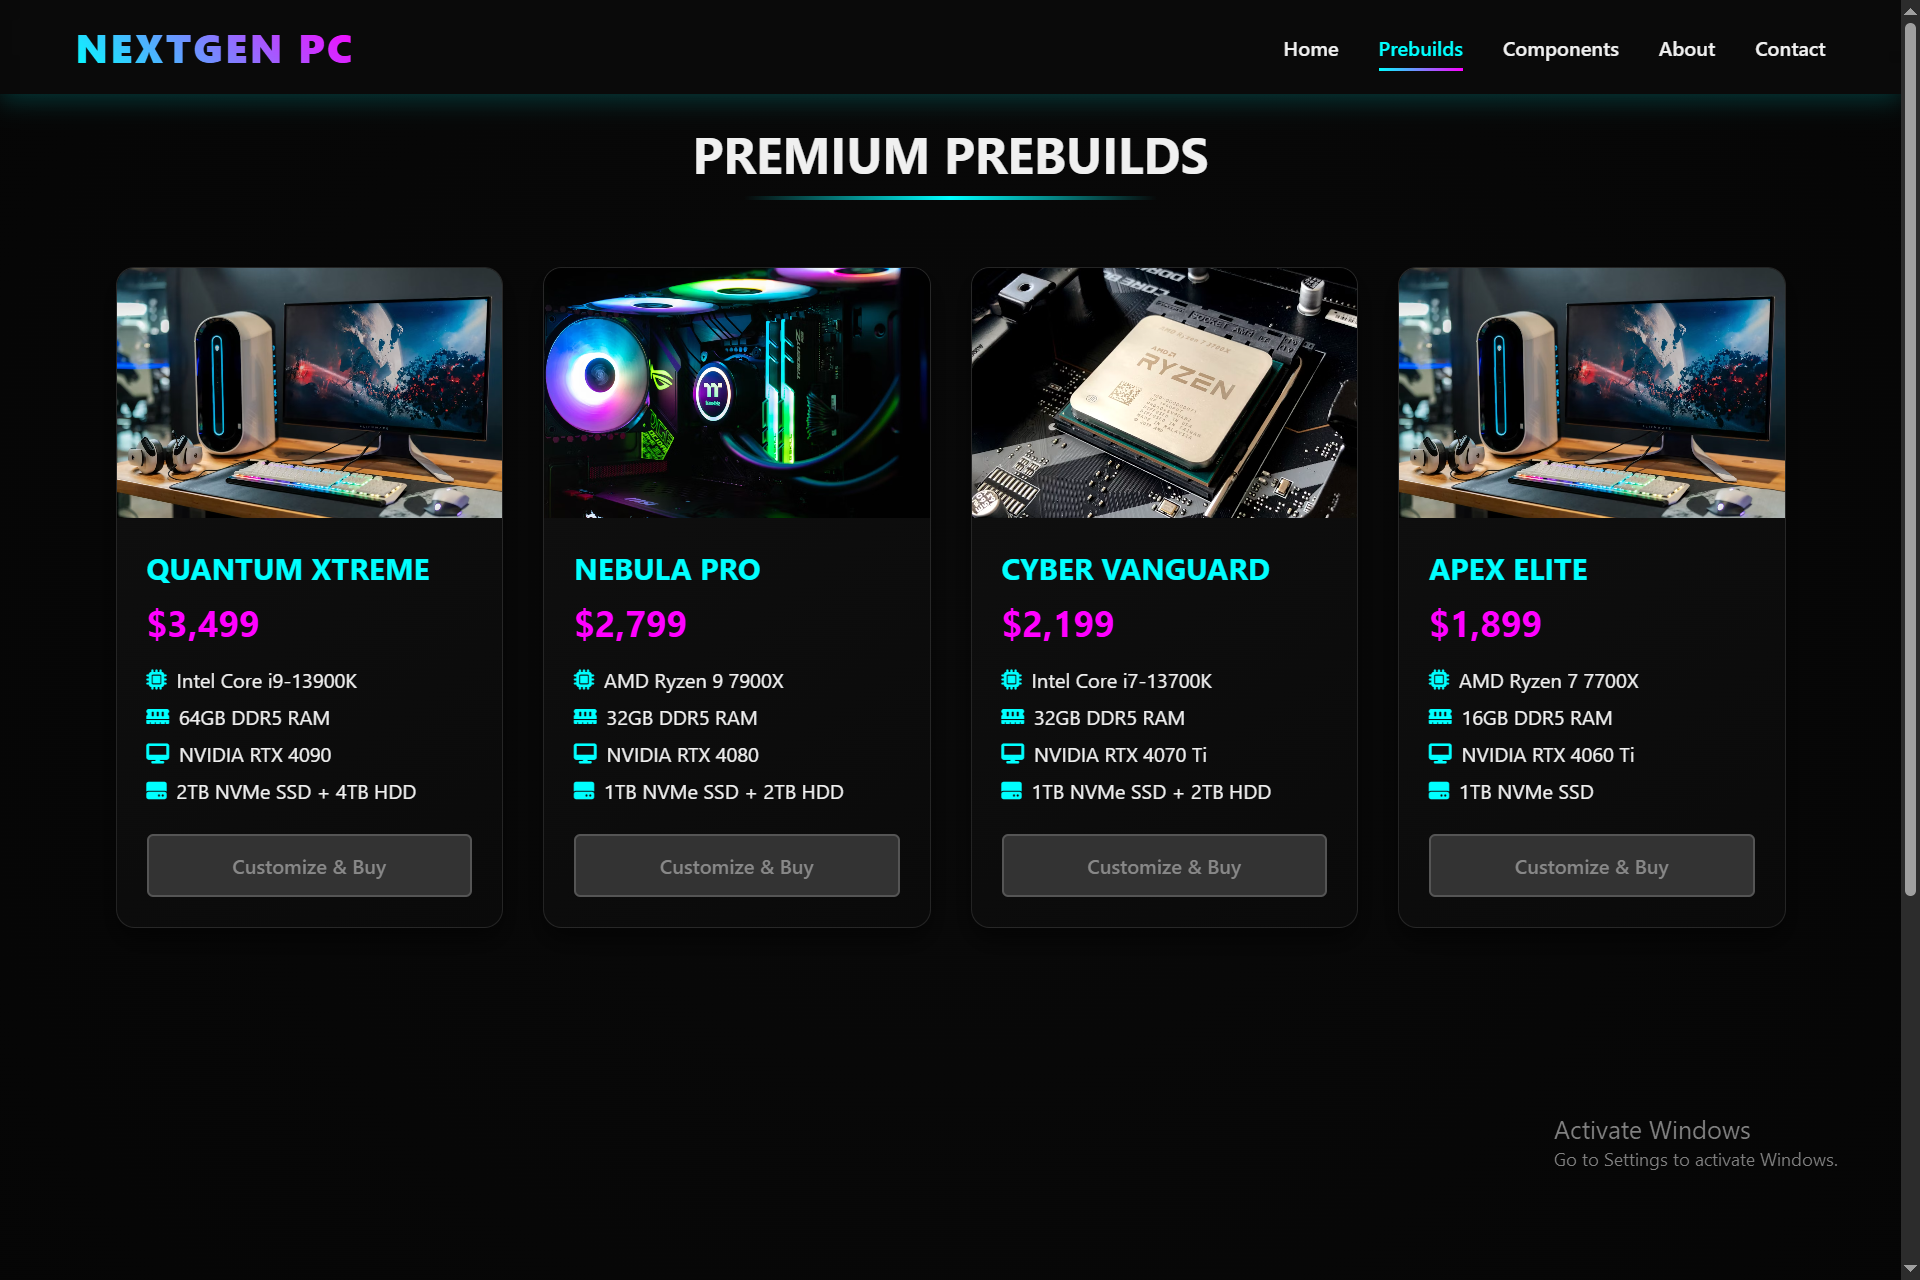 NEXTGEN PC
Home Prebuilds Components About Contact
PREMIUM PREBUILDS
RYZEN
QUANTUM XTREME
$3,499
Intel Core i9-13900K
64GB DDR5 RAM
NVIDIA RTX 4090
2TB NVMe SSD + 4TB HDD
Customize & Buy
NEBULA PRO
$2,799
AMD Ryzen 9 7900X
32GB DDR5 RAM
NVIDIA RTX 4080
1TB NVMe SSD + 2TB HDD
Customize & Buy
CYBER VANGUARD
$2,199
Intel Core i7-13700K
32GB DDR5 RAM
NVIDIA RTX 4070 Ti
1TB NVMe SSD + 2TB HDD
Customize & Buy
APEX ELITE
$1,899
AMD Ryzen 7 7700X
16GB DDR5 RAM
NVIDIA RTX 4060 Ti
1TB NVMe SSD
Customize & Buy
Activate Windows
Go to Settings to activate Windows.